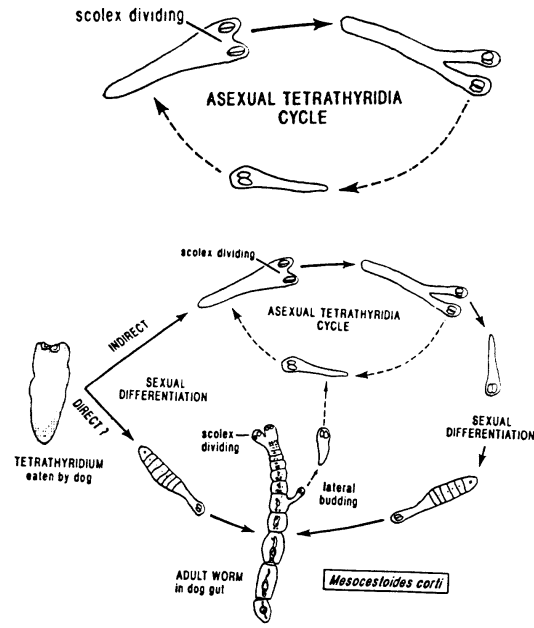 scolex dividing
ASEXUAL TETRATHYRIDIA
CYCLE
scolex dividing
ASEXUAL TETRATHYRIDIA
CYCLE
INDIRECT
SEXUAL
DIFFERENTIATION
DIRECT?
TETRATHYRIDIUM
eaten by dog
scolex
dividing
lateral
budding
SEXUAL
DIFFERENTIATION
ADULT WORM
in dog gut
Mesocestoides corti